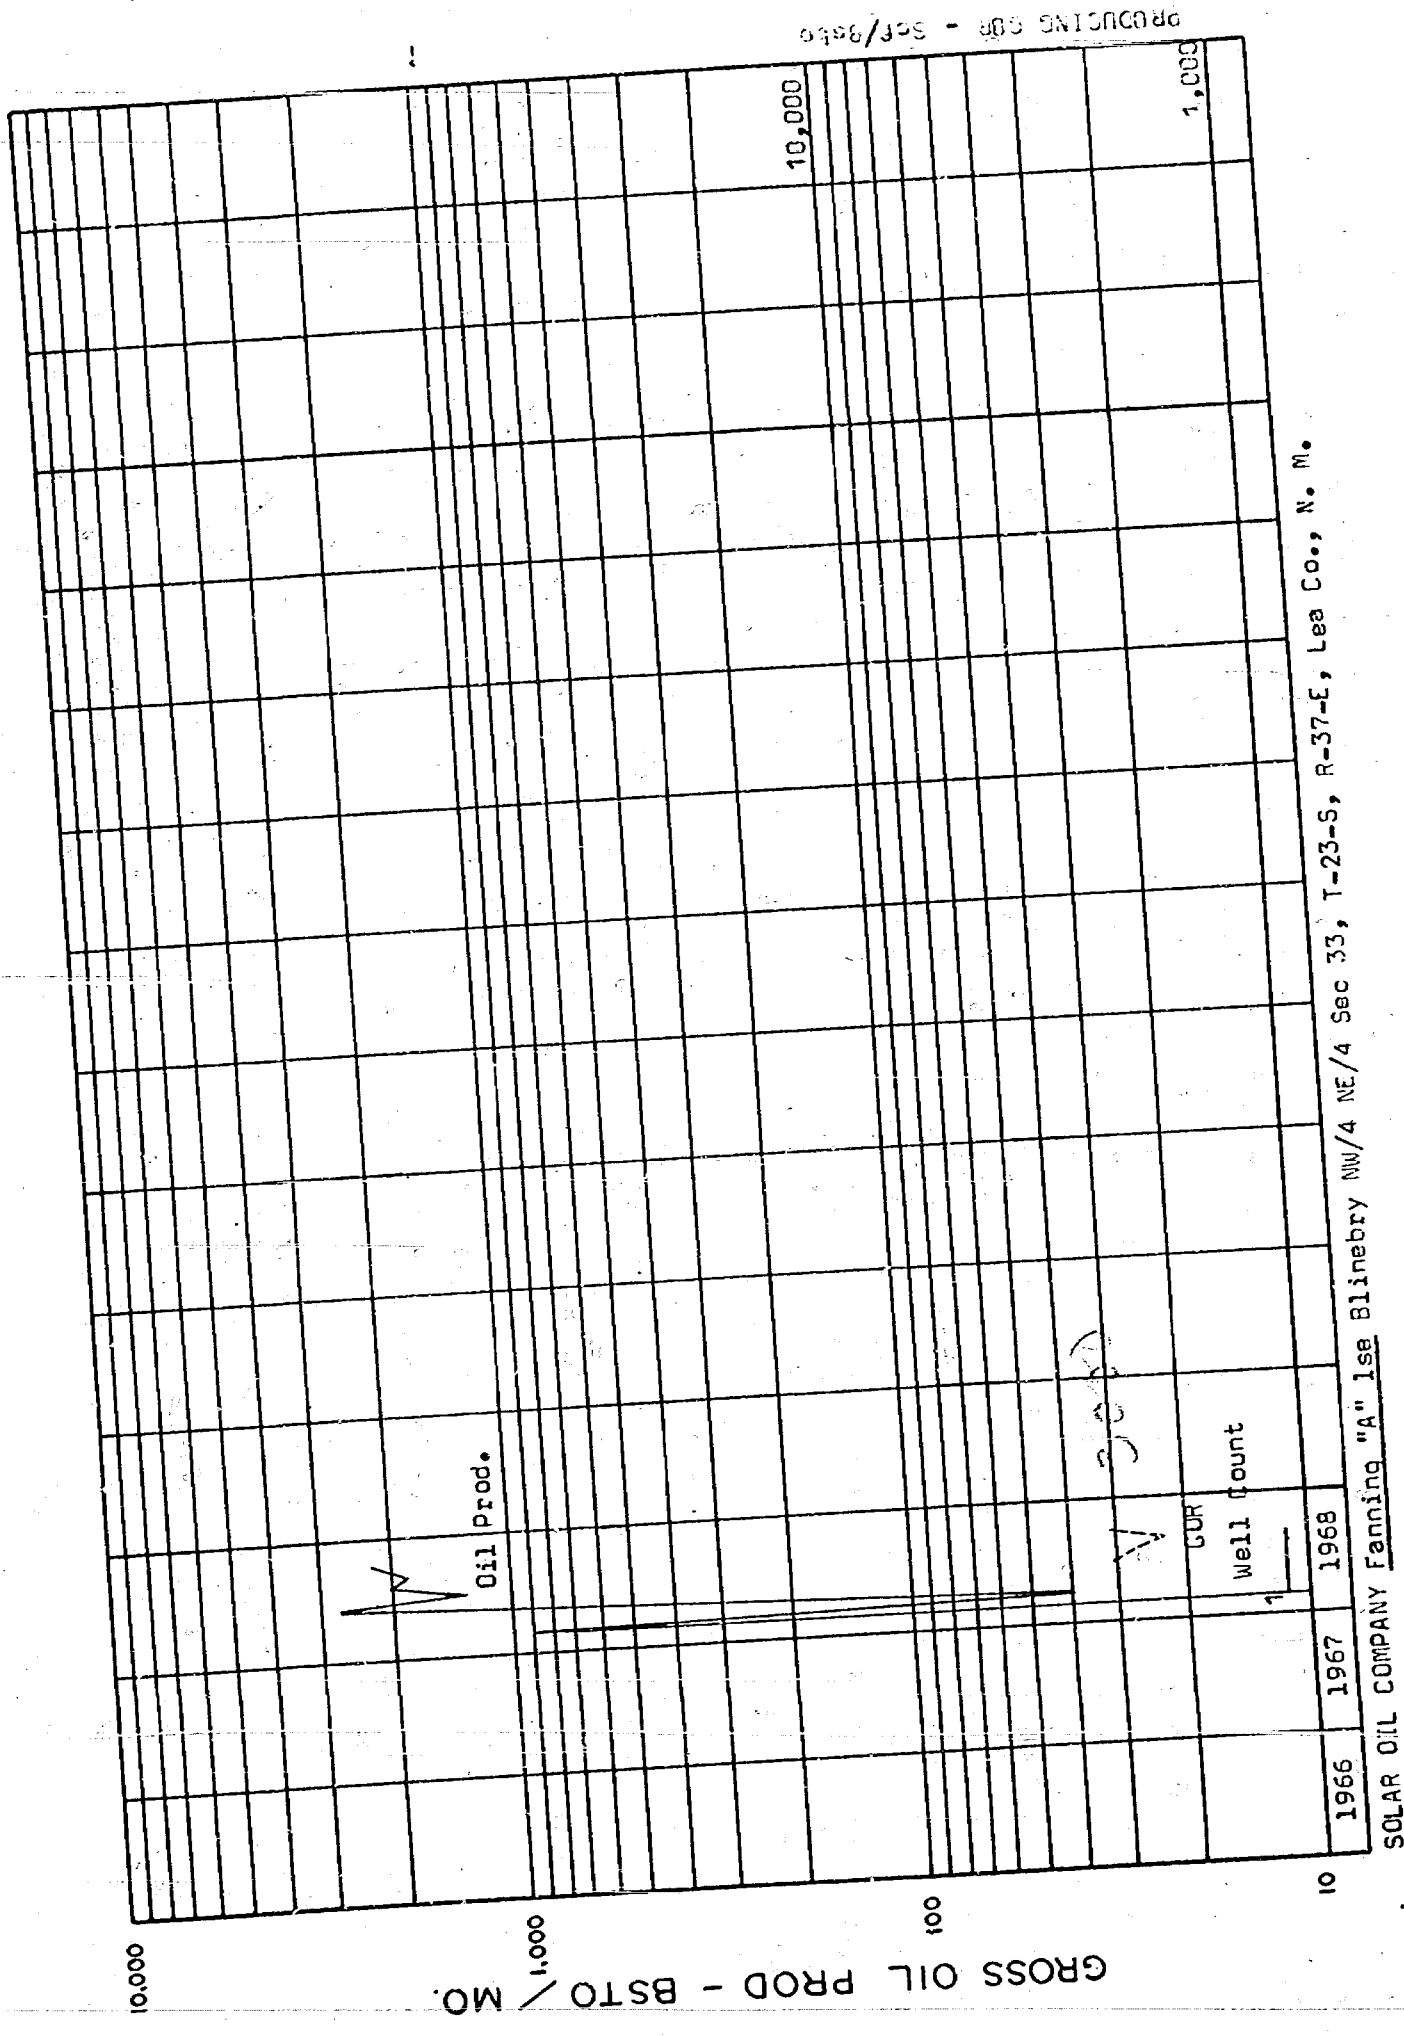 PRODUCING GOR - Scf/Bsto
10,000
1,000
10,000
1,000
100
10
GROSS OIL PROD - BSTO / MO.
Oil Prod.
GOR
Well Count
1
1966 1967 1968
SOLAR OIL COMPANY Fanning "A" lse Blinebry NW/4 NE/4 Sec 33, T-23-S, R-37-E, Lea Co., N. M.